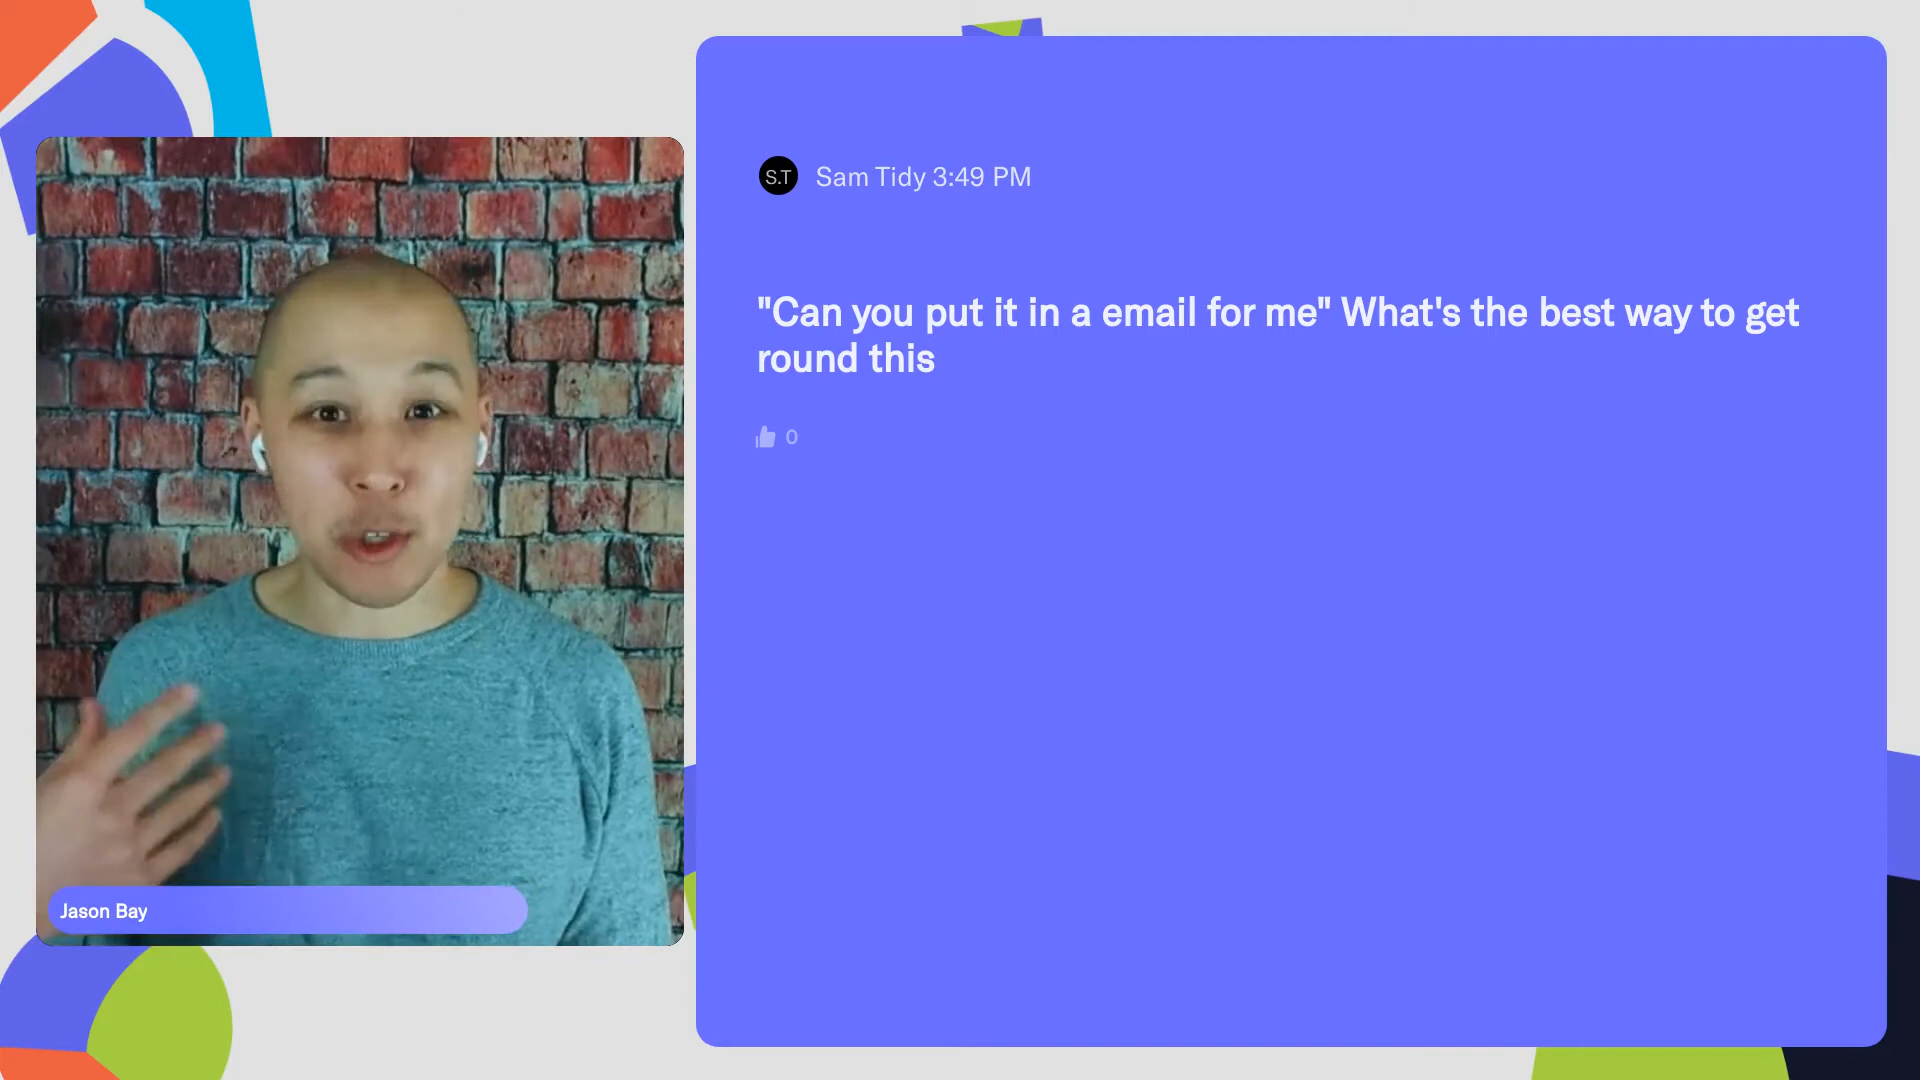 S.T Sam Tidy 3:49 PM
"Can you put it in a email for me" What's the best way to get
round this
0
Jason Bay